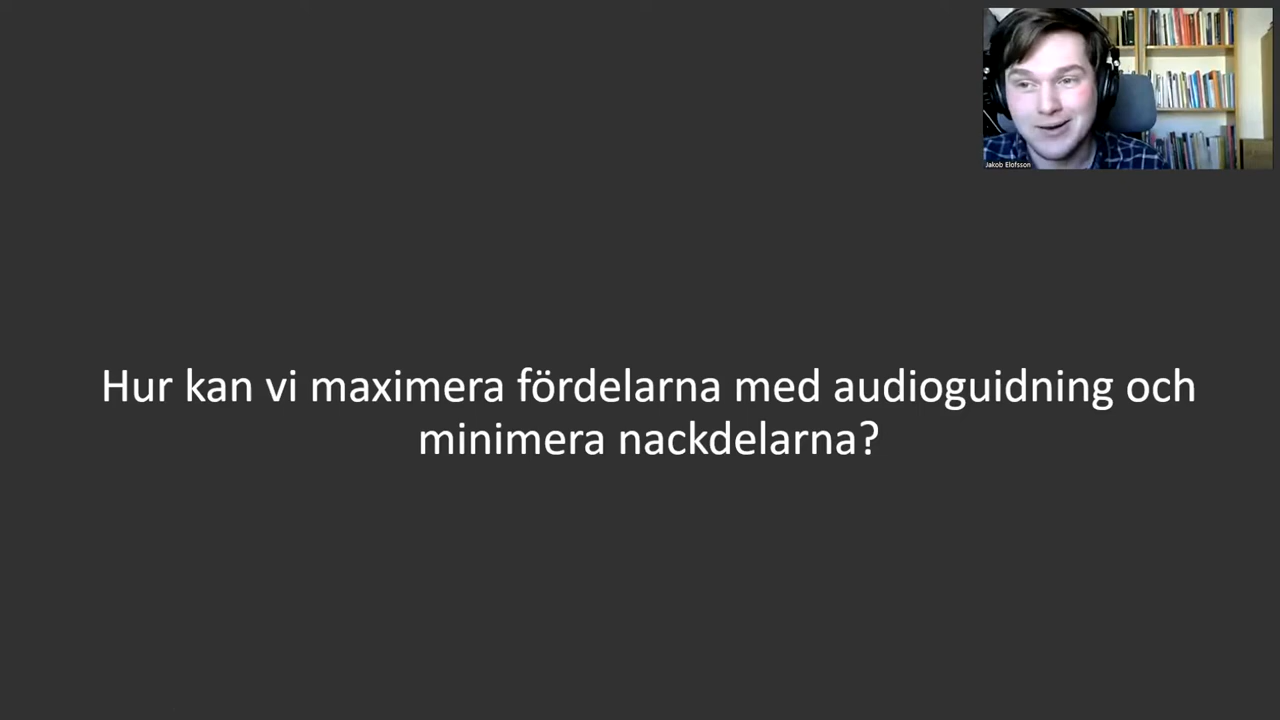 Jakob Elofsson
Hur kan vi maximera fördelarna med audioguidning och
minimera nackdelarna?